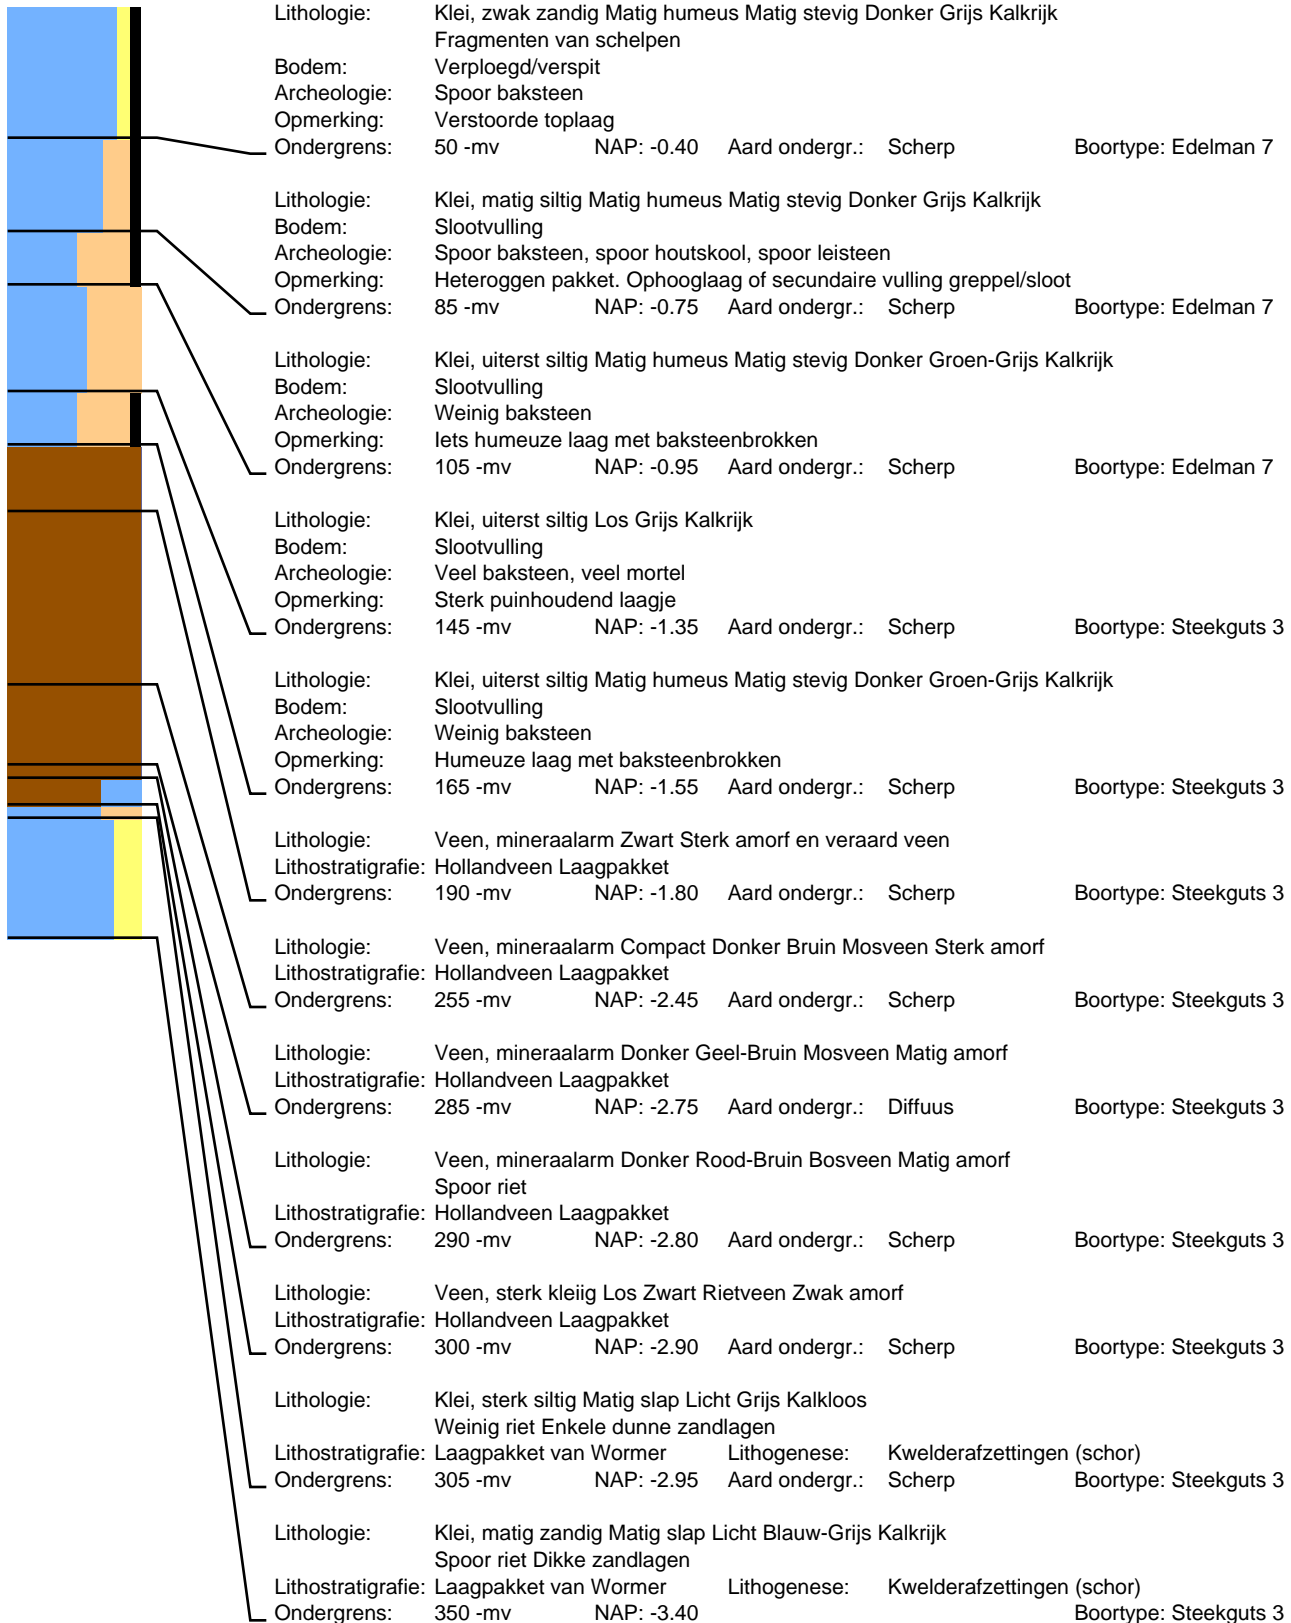 Lithologie: Klei, zwak zandig Matig humeus Matig stevig Donker Grijs Kalkrijk
Fragmenten van schelpen
Bodem: Verploegd/verspit
Archeologie: Spoor baksteen
Opmerking: Verstoorde toplaag
Ondergrens: 50 -mv NAP: -0.40 Aard ondergr.: Scherp Boortype: Edelman 7
Lithologie: Klei, matig siltig Matig humeus Matig stevig Donker Grijs Kalkrijk
Bodem: Slootvulling
Archeologie: Spoor baksteen, spoor houtskool, spoor leisteen
Opmerking: Heteroggen pakket. Ophooglaag of secundaire vulling greppel/sloot
Ondergrens: 85 -mv NAP: -0.75 Aard ondergr.: Scherp Boortype: Edelman 7
Lithologie: Klei, uiterst siltig Matig humeus Matig stevig Donker Groen-Grijs Kalkrijk
Bodem: Slootvulling
Archeologie: Weinig baksteen
Opmerking: Iets humeuze laag met baksteenbrokken
Ondergrens: 105 -mv NAP: -0.95 Aard ondergr.: Scherp Boortype: Edelman 7
Lithologie: Klei, uiterst siltig Los Grijs Kalkrijk
Bodem: Slootvulling
Archeologie: Veel baksteen, veel mortel
Opmerking: Sterk puinhoudend laagje
Ondergrens: 145 -mv NAP: -1.35 Aard ondergr.: Scherp Boortype: Steekguts 3
Lithologie: Klei, uiterst siltig Matig humeus Matig stevig Donker Groen-Grijs Kalkrijk
Bodem: Slootvulling
Archeologie: Weinig baksteen
Opmerking: Humeuze laag met baksteenbrokken
Ondergrens: 165 -mv NAP: -1.55 Aard ondergr.: Scherp Boortype: Steekguts 3
Lithologie: Veen, mineraalarm Zwart Sterk amorf en veraard veen
Lithostratigrafie: Hollandveen Laagpakket
Ondergrens: 190 -mv NAP: -1.80 Aard ondergr.: Scherp Boortype: Steekguts 3
Lithologie: Veen, mineraalarm Compact Donker Bruin Mosveen Sterk amorf
Lithostratigrafie: Hollandveen Laagpakket
Ondergrens: 255 -mv NAP: -2.45 Aard ondergr.: Scherp Boortype: Steekguts 3
Lithologie: Veen, mineraalarm Donker Geel-Bruin Mosveen Matig amorf
Lithostratigrafie: Hollandveen Laagpakket
Ondergrens: 285 -mv NAP: -2.75 Aard ondergr.: Diffuus Boortype: Steekguts 3
Lithologie: Veen, mineraalarm Donker Rood-Bruin Bosveen Matig amorf
Spoor riet
Lithostratigrafie: Hollandveen Laagpakket
Ondergrens: 290 -mv NAP: -2.80 Aard ondergr.: Scherp Boortype: Steekguts 3
Lithologie: Veen, sterk kleiig Los Zwart Rietveen Zwak amorf
Lithostratigrafie: Hollandveen Laagpakket
Ondergrens: 300 -mv NAP: -2.90 Aard ondergr.: Scherp Boortype: Steekguts 3
Lithologie: Klei, sterk siltig Matig slap Licht Grijs Kalkloos
Weinig riet Enkele dunne zandlagen
Lithostratigrafie: Laagpakket van Wormer Lithogenese: Kwelderafzettingen (schor)
Ondergrens: 305 -mv NAP: -2.95 Aard ondergr.: Scherp Boortype: Steekguts 3
Lithologie: Klei, matig zandig Matig slap Licht Blauw-Grijs Kalkrijk
Spoor riet Dikke zandlagen
Lithostratigrafie: Laagpakket van Wormer Lithogenese: Kwelderafzettingen (schor)
Ondergrens: 350 -mv NAP: -3.40 Boortype: Steekguts 3